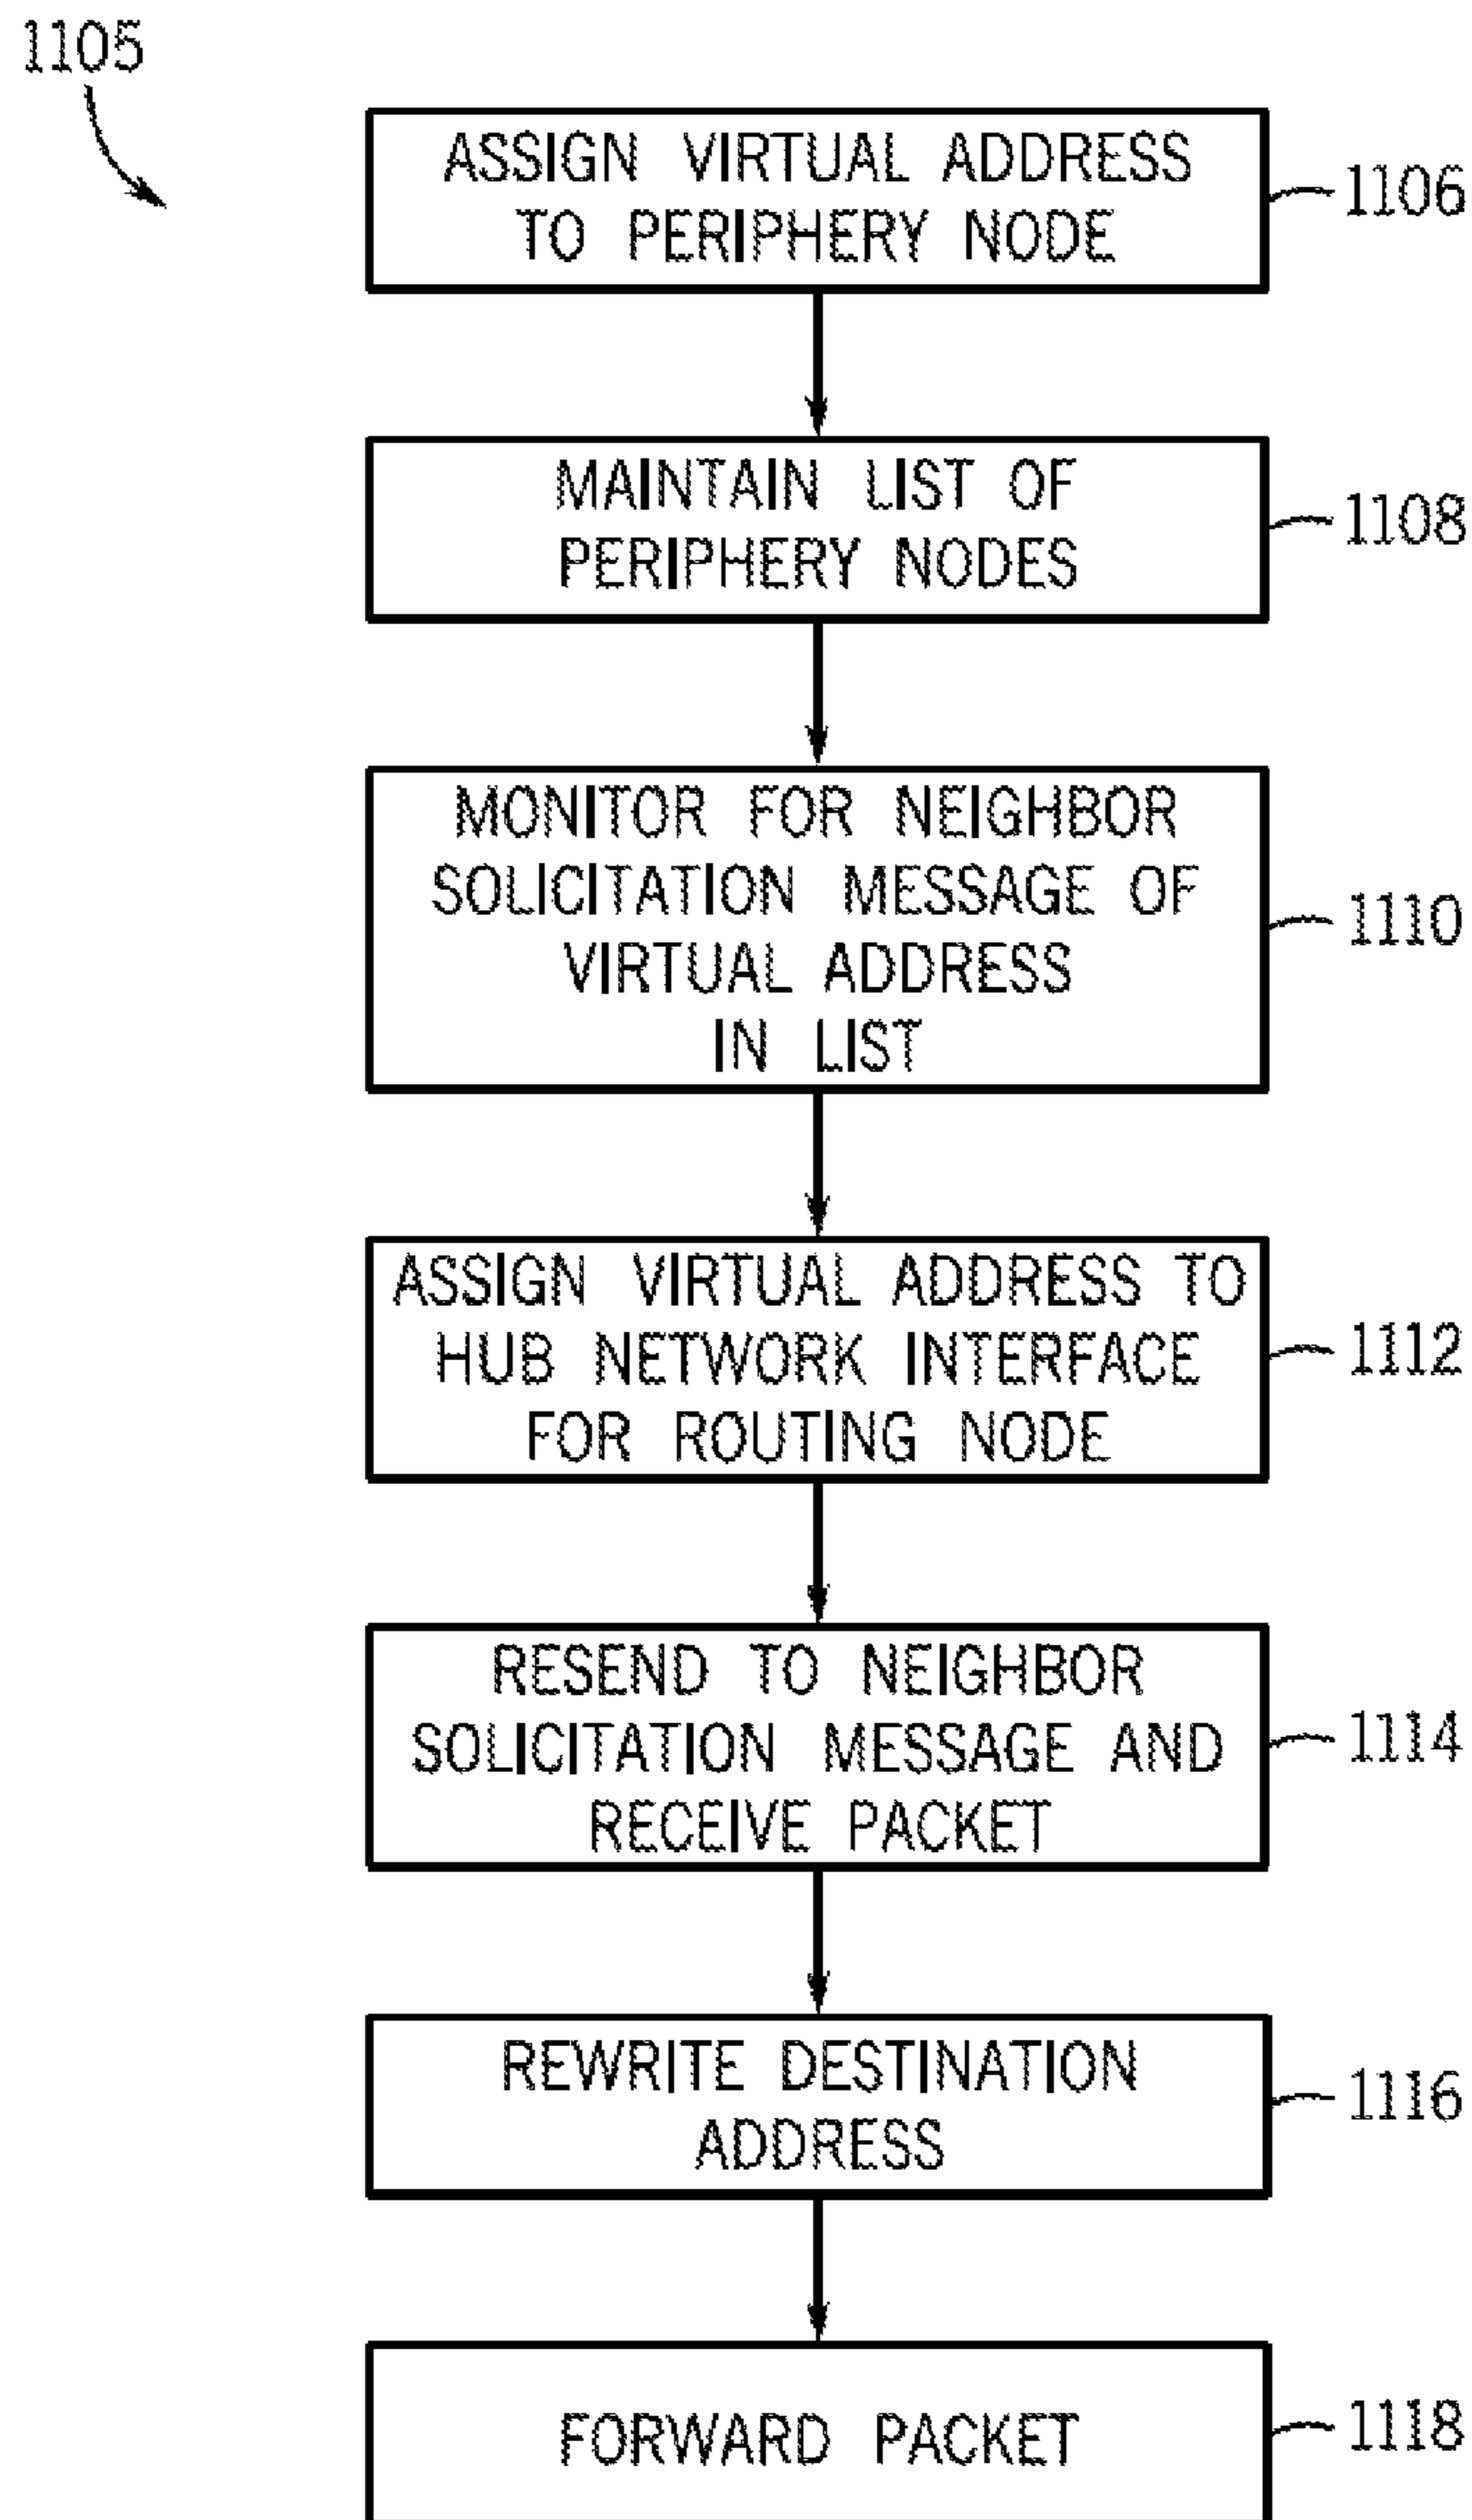 1105
ASSIGN VIRTUAL ADDRESS
TO PERIPHERY NODE
1106
MAINTAIN LIST OF
PERIPHERY NODES
1108
MONITOR FOR NEIGHBOR
SOLICITATION MESSAGE OF
VIRTUAL ADDRESS
IN LIST
1110
ASSIGN VIRTUAL ADDRESS TO
HUB NETWORK INTERFACE
FOR ROUTING NODE
1112
RESEND TO NEIGHBOR
SOLICITATION MESSAGE AND
RECEIVE PACKET
1114
REWRITE DESTINATION
ADDRESS
1116
FORWARD PACKET
1118